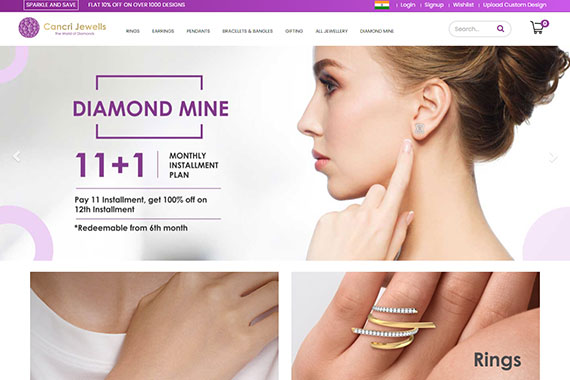 SPARKLE AND SAVE FLAT 10% OFF ON OVER 1000 DESIGNS Login Signup Wishlist Upload Custom Design
Cancri Jewells
The World of Diamonds
RINGS EARRINGS PENDANTS BRACELETS & BANGLES GIFTING ALL JEWELLERY DIAMOND MINE Search... 0
DIAMOND MINE
11+1
MONTHLY
INSTALLMENT
PLAN
Pay 11 Installment, get 100% off on
12th Installment
*Redeemable from 6th month
Rings